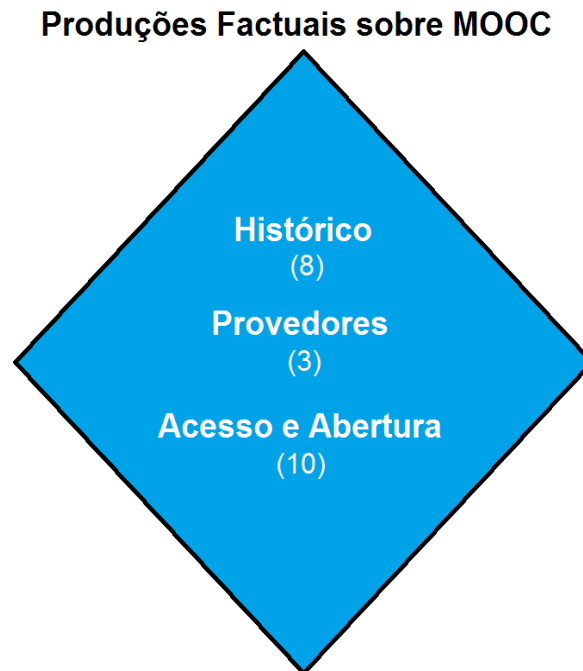 Produções Factuais sobre MOOC
Histórico
(8)
Provedores
(3)
Acesso e Abertura
(10)